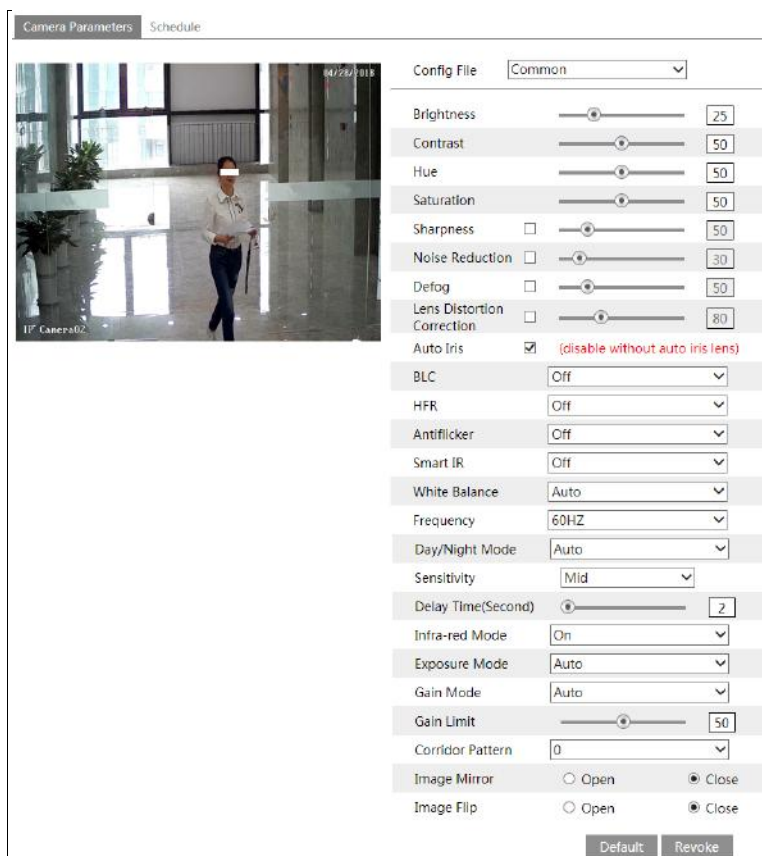 Camera Parameters Schedule
04/28/2018
IP Camera02
Config File Common
Brightness 25
Contrast 50
Hue 50
Saturation 50
Sharpness 50
Noise Reduction 30
Defog 50
Lens Distortion
Correction 80
Auto Iris (disable without auto iris lens)
BLC Off
HFR Off
Antiflicker Off
Smart IR Off
White Balance Auto
Frequency 60HZ
Day/Night Mode Auto
Sensitivity Mid
Delay Time(Second) 2
Infra-red Mode On
Exposure Mode Auto
Gain Mode Auto
Gain Limit 50
Corridor Pattern 0
Image Mirror Open Close
Image Flip Open Close
Default Revoke